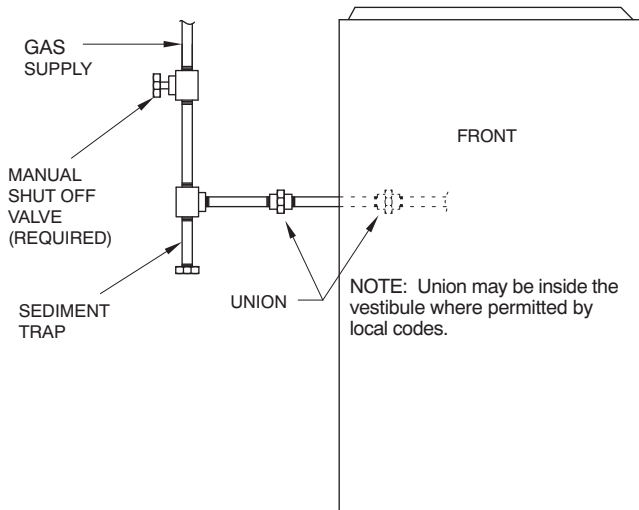 GAS
SUPPLY
FRONT
MANUAL
SHUT OFF
VALVE
(REQUIRED)
SEDIMENT
TRAP
UNION
NOTE:  Union may be inside the
vestibule where permitted by
local codes.